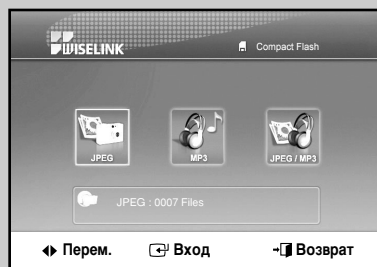 WISELINK
Compact Flash
JPEG
MP3
JPEG / MP3
JPEG : 0007 Files
Перем.
Вход
Возврат